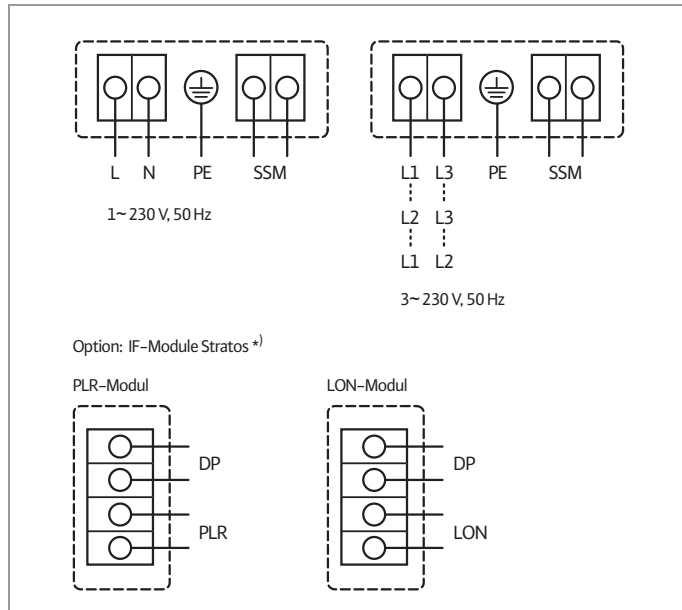 L N PE SSM
L1 L3 PE SSM
1~ 230 V, 50 Hz
L2 L3
L1 L2
3~ 230 V, 50 Hz
Option: IF-Module Stratos *)
PLR-Modul
LON-Modul
DP
PLR
DP
LON